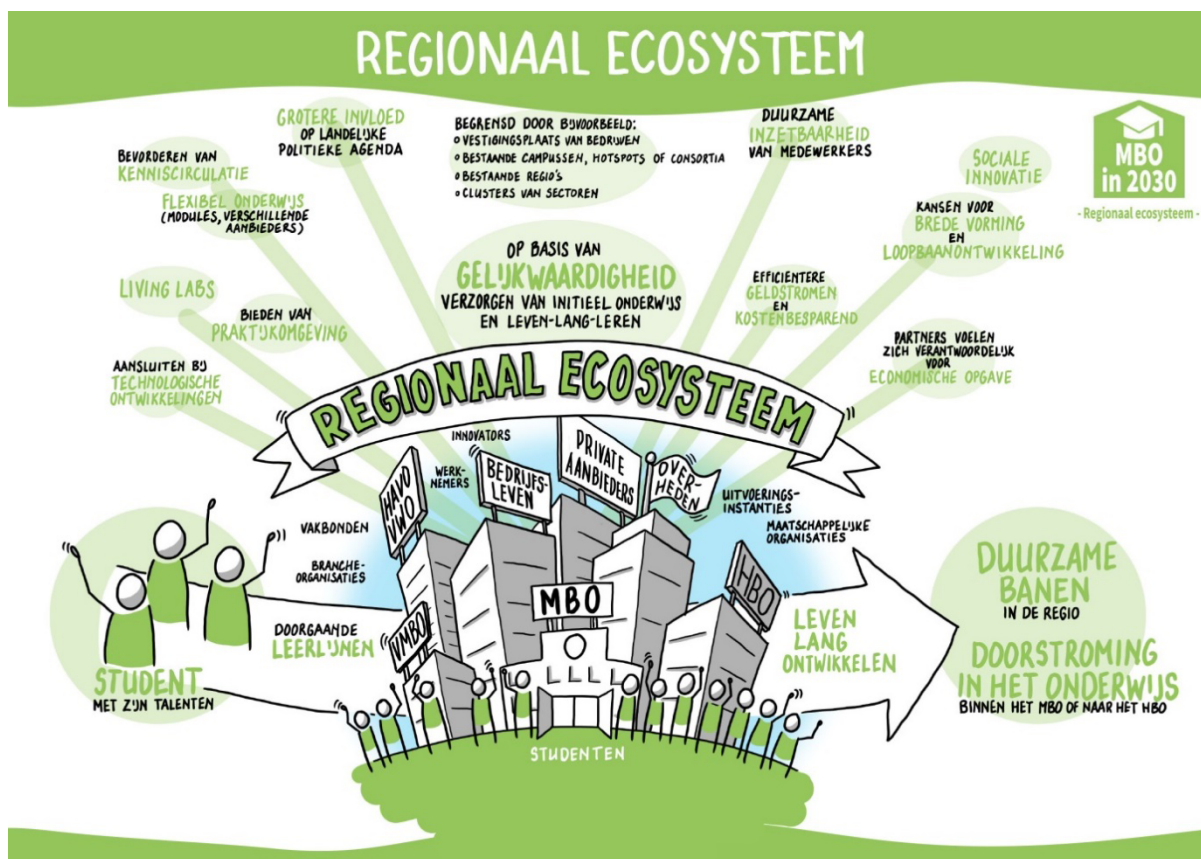 REGIONAAL ECOSYSTEEM
MBO
in 2030
- Regionaal ecosysteem -
BEVORDEREN VAN
KENNISCIRCULATIE
GROTERE INVLOED
OP LANDELIJKE
POLITIEKE AGENDA
BEGRENSD DOOR BIJVOORBEELD:
o VESTIGINGSPLAATS VAN BEDRIJVEN
o BESTAANDE CAMPUSSEN, HOTSPOTS OF CONSORTIA
o BESTAANDE REGIO'S
o CLUSTERS VAN SECTOREN
DUURZAME
INZETBAARHEID
VAN MEDEWERKERS
SOCIALE
INNOVATIE
FLEXIBEL ONDERWIJS
(MODULES, VERSCHILLENDE
AANBIEDERS)
KANSEN VOOR
BREDE VORMING
EN
LOOPBAANONTWIKKELING
LIVING LABS
BIEDEN VAN
PRAKTIJKOMGEVING
OP BASIS VAN
GELIJKWAARDIGHEID
VERZORGEN VAN INITIEEL ONDERWIJS
EN LEVEN-LANG-LEREN
EFFICIËNTERE
GELDSTROMEN
EN
KOSTENBESPAREND
AANSLUITEN BIJ
TECHNOLOGISCHE
ONTWIKKELINGEN
PARTNERS VOELEN
ZICH VERANTWOORDELIJK
VOOR
ECONOMISCHE OPGAVE
REGIONAAL ECOSYSTEEM
INNOVATORS
WERK-
NEMERS
HAVO
VWO
BEDRIJFS-
LEVEN
PRIVATE
AANBIEDERS
OVER-
HEDEN
UITVOERINGS-
INSTANTIES
MAATSCHAPPELIJKE
ORGANISATIES
VAKBONDEN
BRANCHE-
ORGANISATIES
DOORGAANDE
LEERLIJNEN
VMBO
MBO
HBO
LEVEN
LANG
ONTWIKKELEN
STUDENT
MET ZIJN TALENTEN
DUURZAME
BANEN
IN DE REGIO
DOORSTROMING
IN HET ONDERWIJS
BINNEN HET MBO OF NAAR HET HBO
STUDENTEN